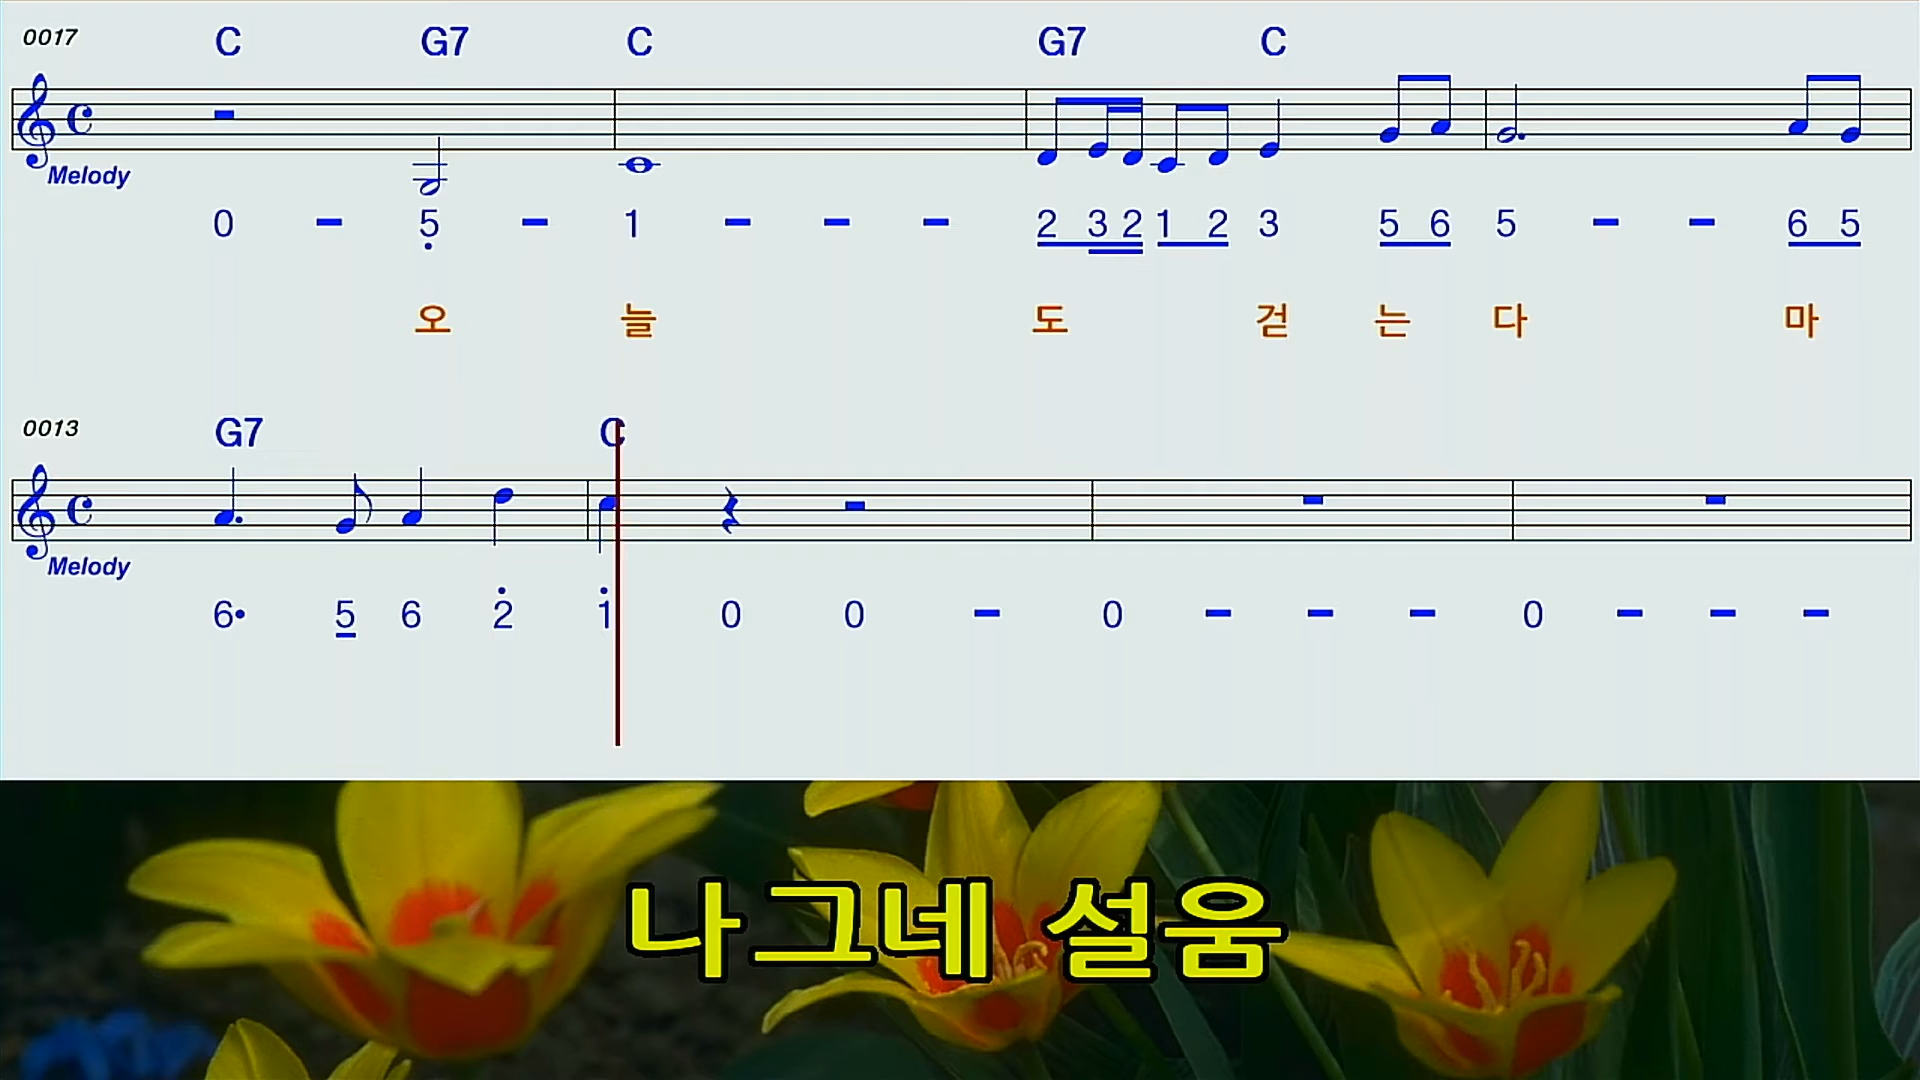 0017 C G7 C G7 C
Melody
0 - 5 - 1 - - - 2 3 2 1 2 3 5 6 5 - - 6 5
오 늘 도 걷 는 다 마
0013 G7 C
Melody
6• 5 6 2 1 0 0 - 0 - - - 0 - - -
나그네 설움